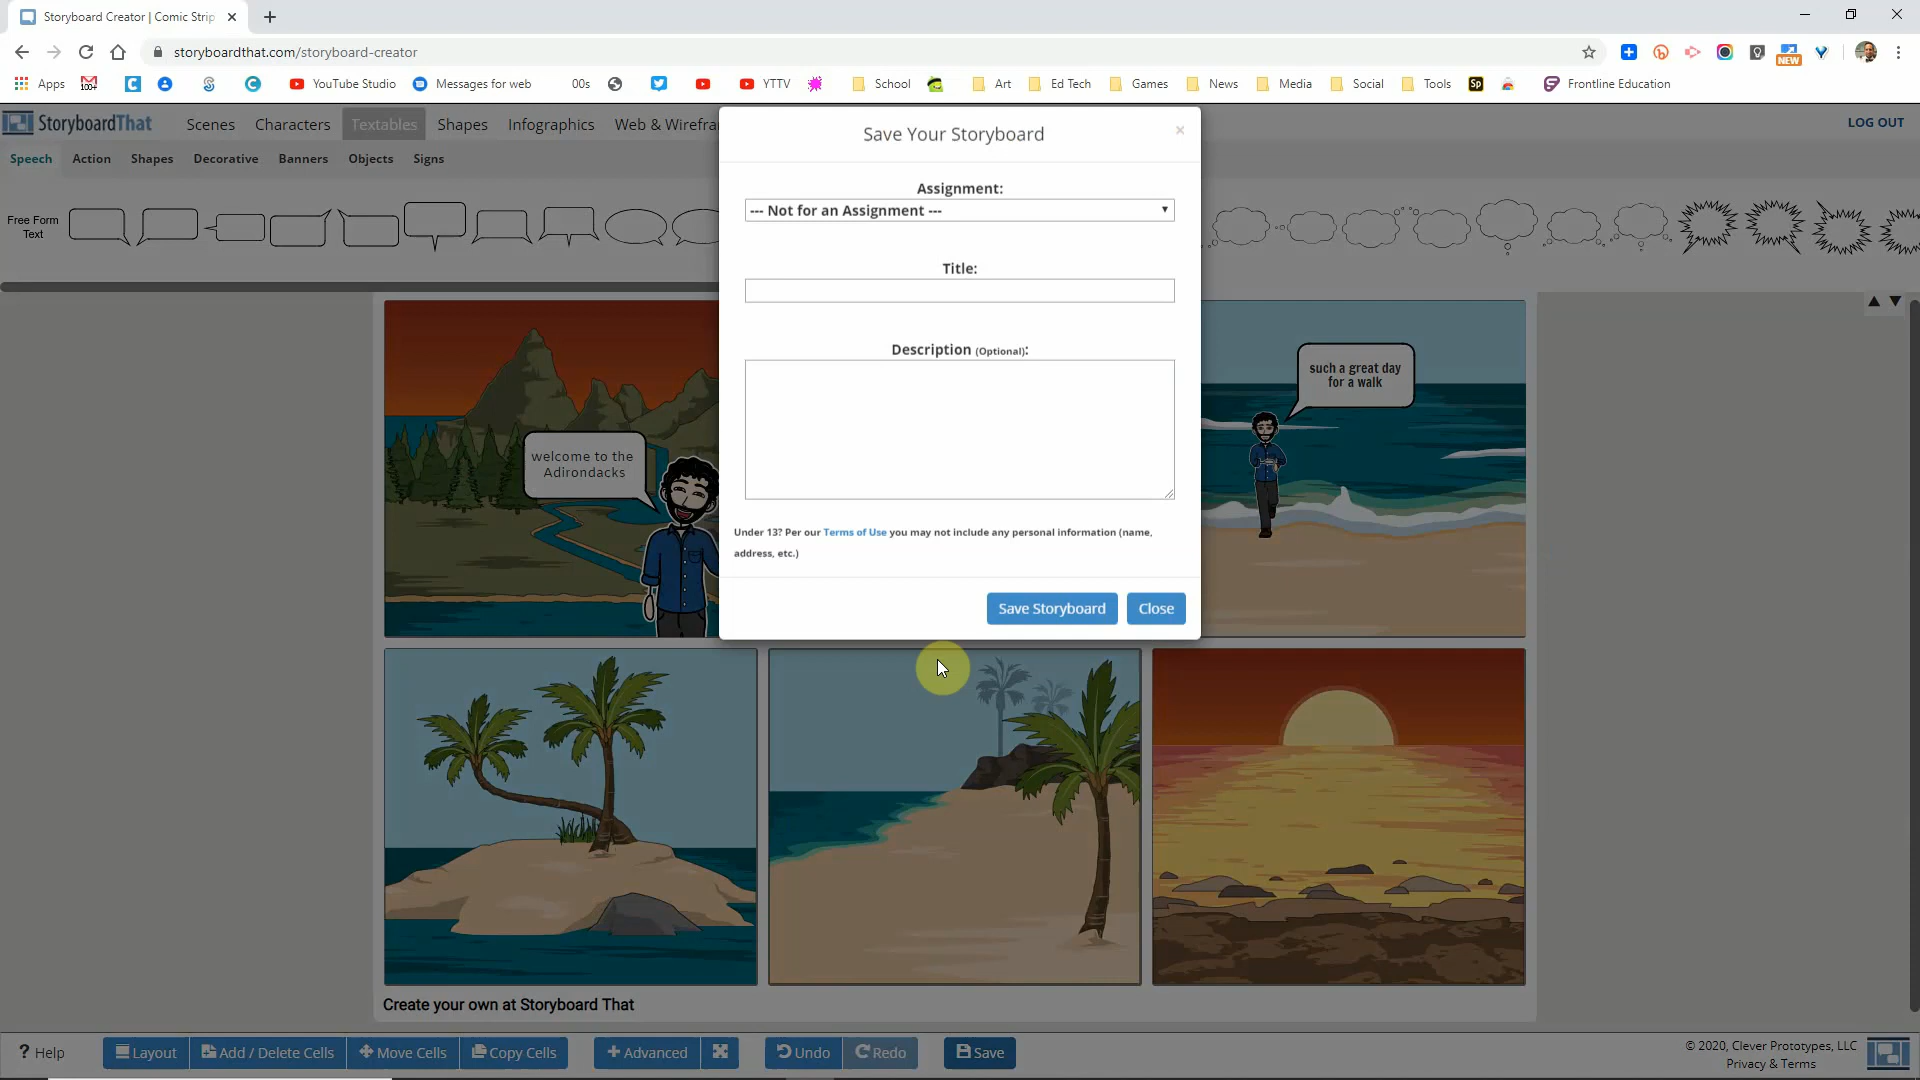 Storyboard Creator | Comic Strip
storyboardthat.com/storyboard-creator
Apps
YouTube Studio
Messages for web
00s
YTTV
School
Art
Ed Tech
Games
News
Media
Social
Tools
Sp
NEW
Frontline Education
StoryboardThat
Scenes
Characters
Textables
Shapes
Infographics
Web & Wirefra
LOG OUT
Speech
Action
Shapes
Decorative
Banners
Objects
Signs
Free Form
Text
Save Your Storyboard
×
Assignment:
--- Not for an Assignment ---
Title:
Description (Optional):
Under 13? Per our Terms of Use you may not include any personal information (name,
address, etc.)
Save Storyboard
Close
welcome to the
Adirondacks
such a great day
for a walk
Create your own at Storyboard That
? Help
Layout
Add / Delete Cells
Move Cells
Copy Cells
+ Advanced
Undo
Redo
Save
© 2020, Clever Prototypes, LLC
Privacy & Terms